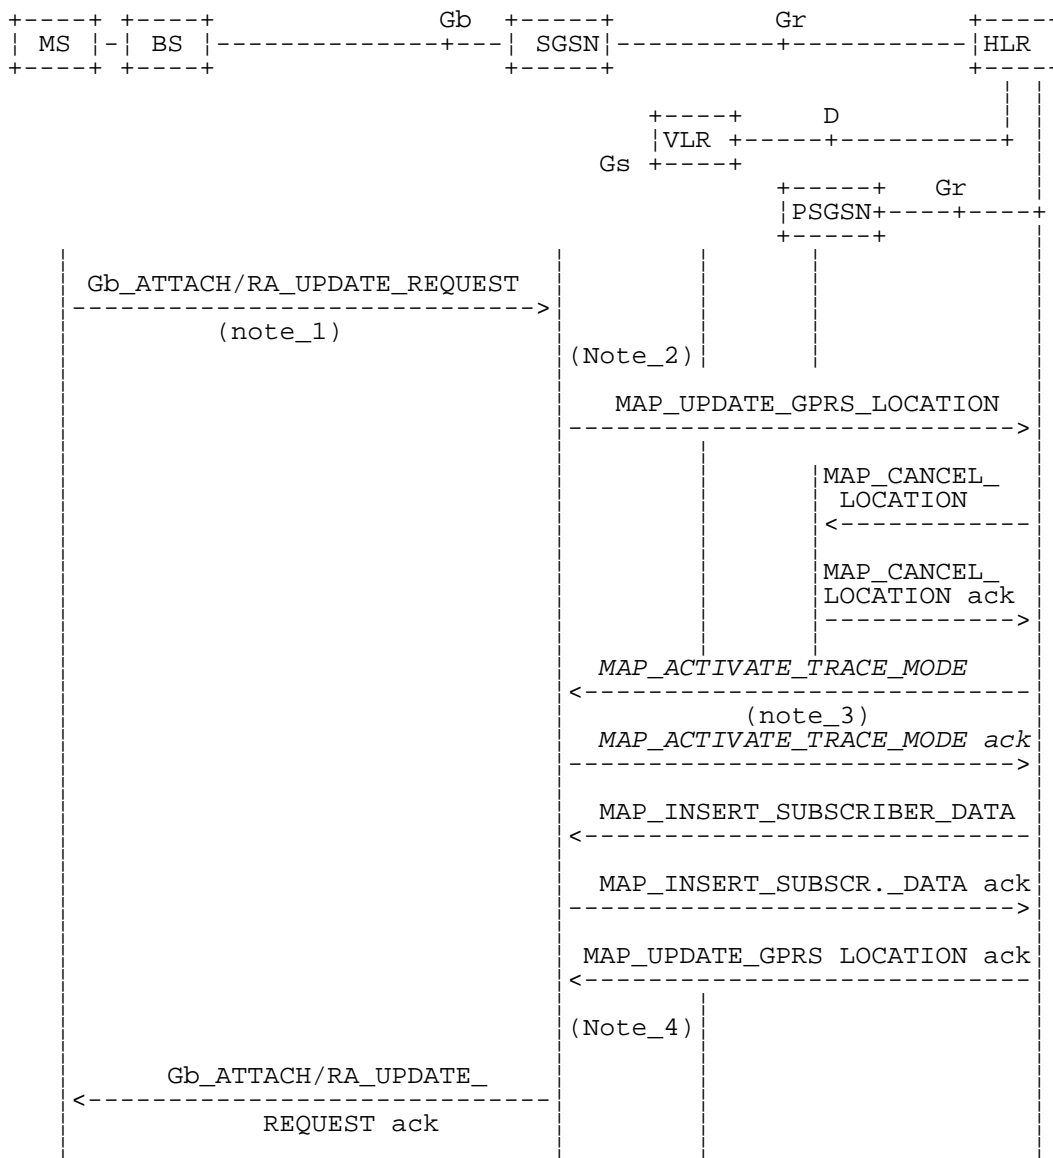 Gb Gr
MS BS SGSN HLR
D
VLR
Gs
Gr
PSGSN
Gb_ATTACH/RA_UPDATE_REQUEST
(note_1)
(Note_2)
MAP_UPDATE_GPRS_LOCATION
MAP_CANCEL_
LOCATION
MAP_CANCEL_
LOCATION ack
MAP_ACTIVATE_TRACE_MODE
(note_3)
MAP_ACTIVATE_TRACE_MODE ack
MAP_INSERT_SUBSCRIBER_DATA
MAP_INSERT_SUBSCR._DATA ack
MAP_UPDATE_GPRS LOCATION ack
(Note_4)
Gb_ATTACH/RA_UPDATE_
REQUEST ack